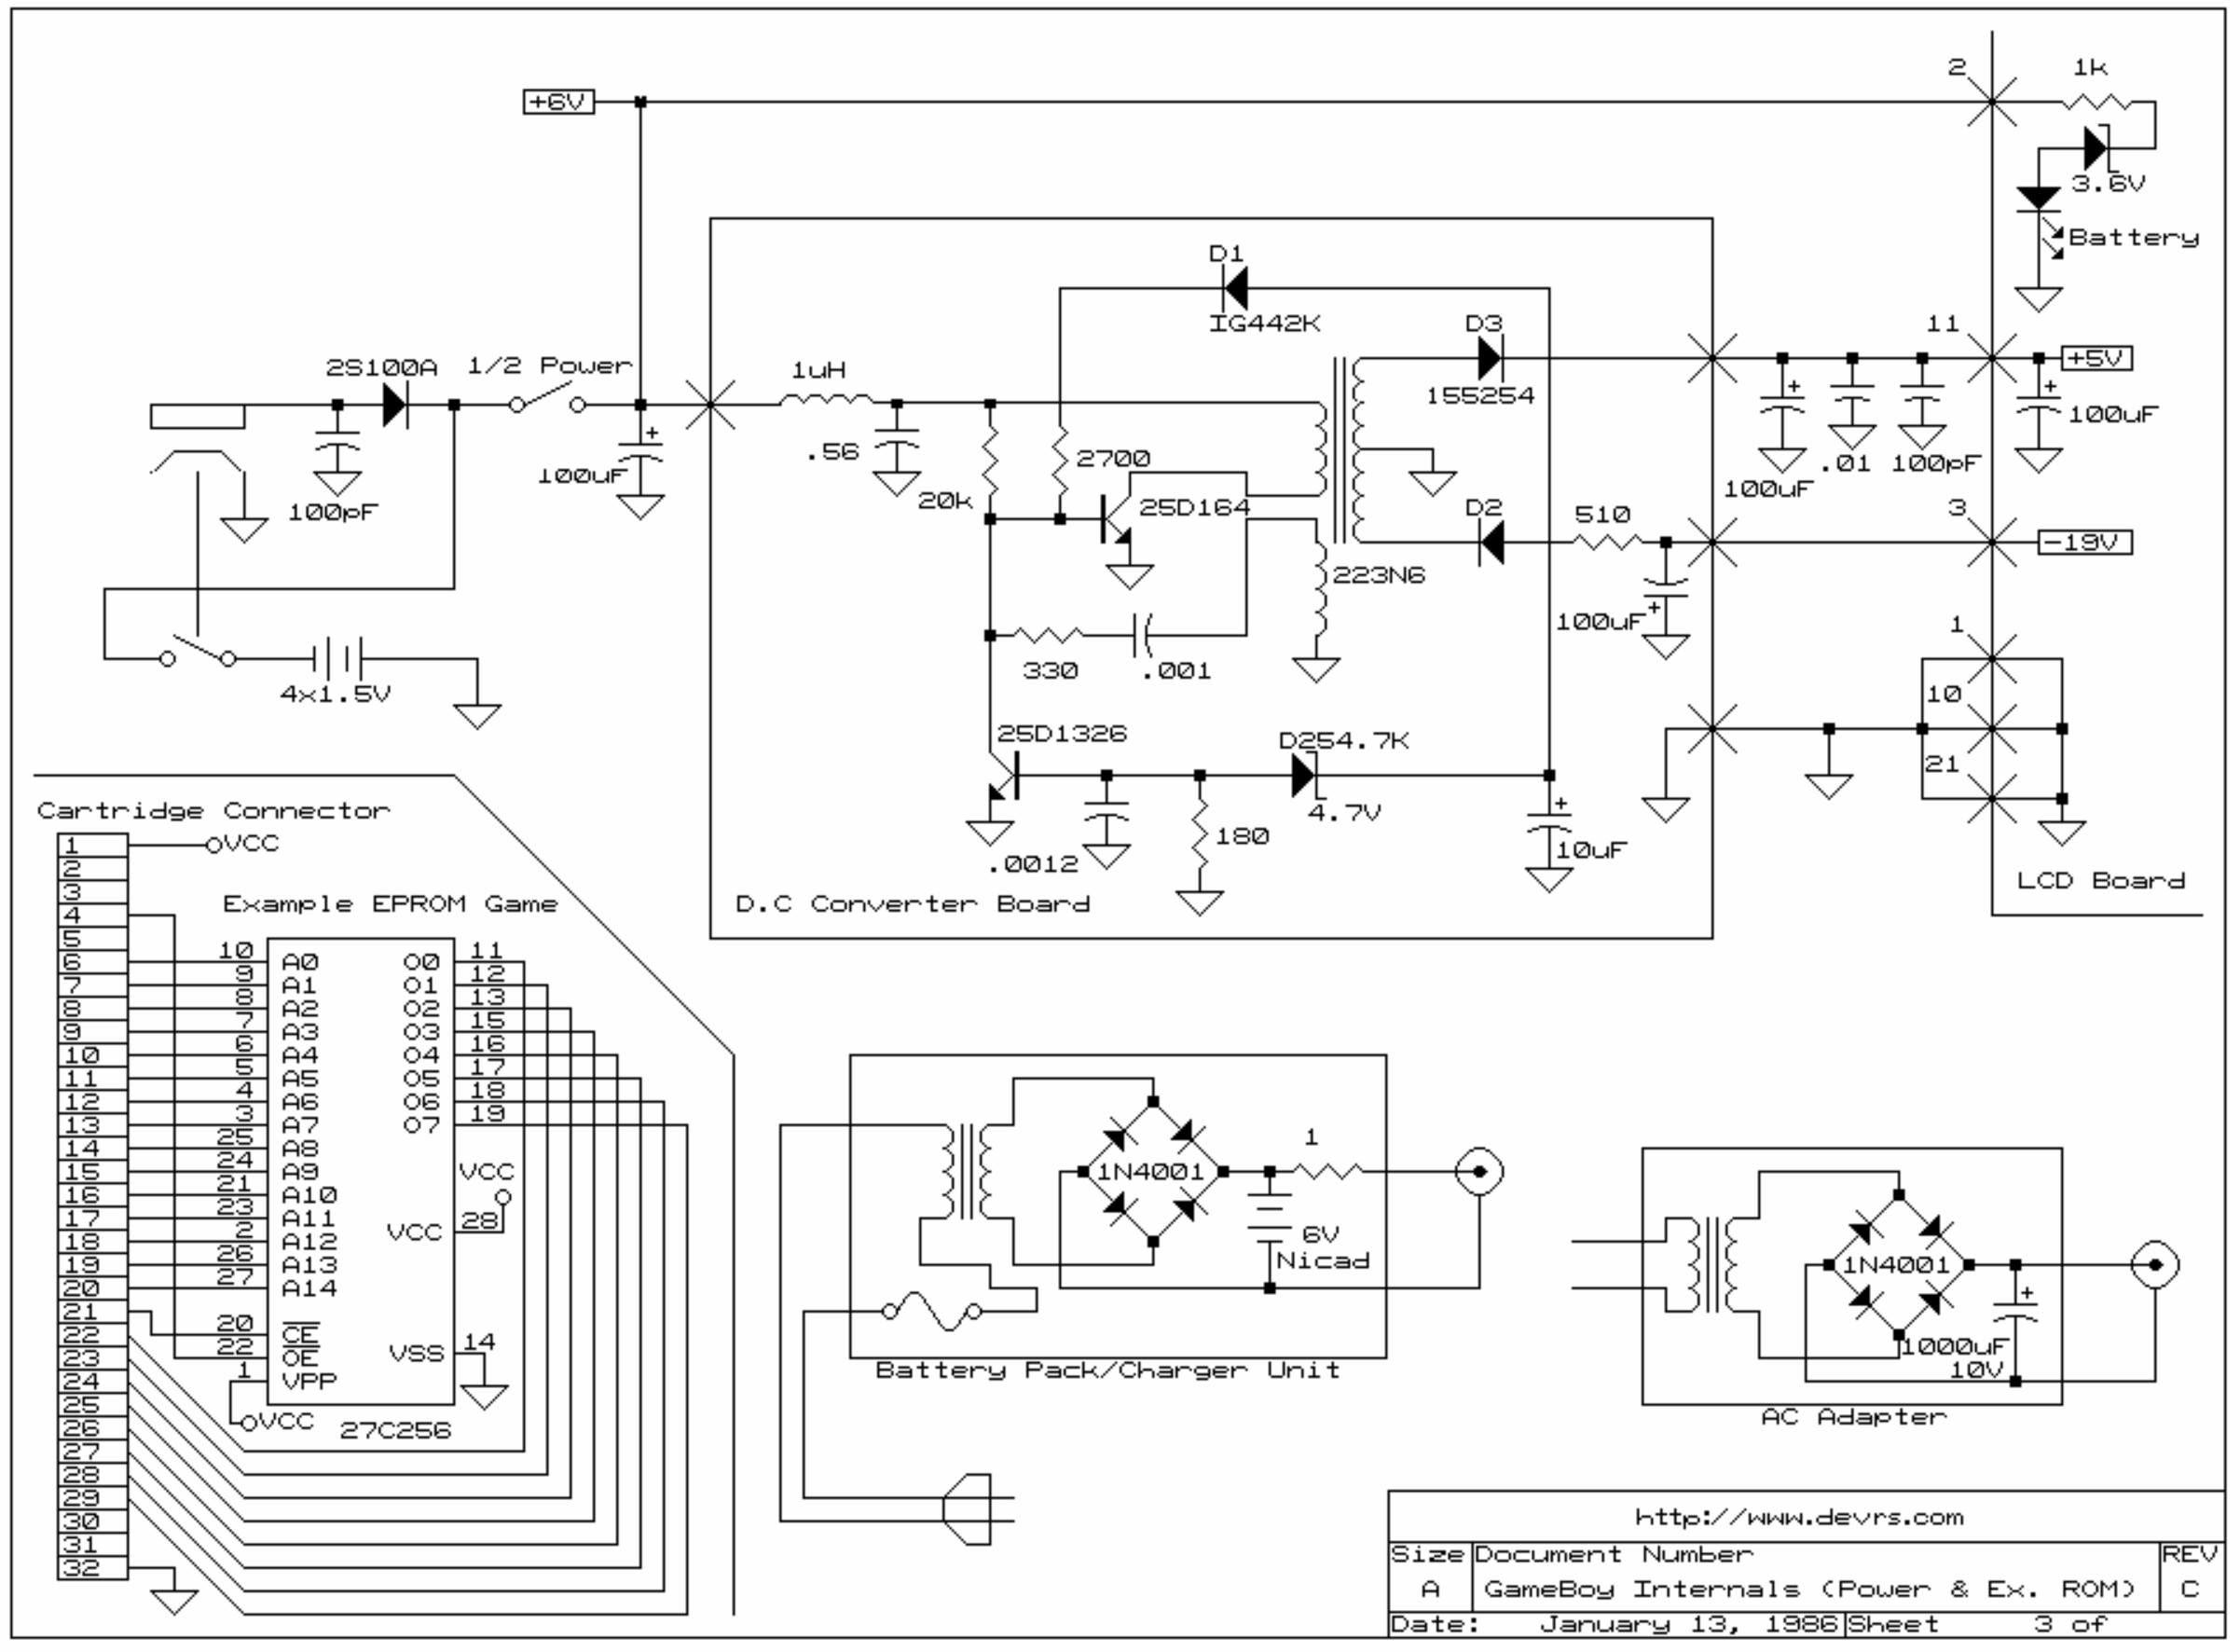 2
1k
+6V
3.6V
Battery
D1
IG442K
D3
155254
11
+5V
2S100A
1/2 Power
1uH
100pF
100uF
.56
20k
2700
25D164
D2
510
100uF
.01
100pF
100uF
3
-19V
223N6
100uF
330
.001
4x1.5V
1
10
21
25D1326
D254.7K
4.7V
.0012
180
10uF
D.C Converter Board
LCD Board
Cartridge Connector
1
VCC
2
3
4
5
6
7
8
9
10
11
12
13
14
15
16
17
18
19
20
21
22
23
24
25
26
27
28
29
30
31
32
Example EPROM Game
10 A0 O0 11
9 A1 O1 12
8 A2 O2 13
7 A3 O3 15
6 A4 O4 16
5 A5 O5 17
4 A6 O6 18
3 A7 O7 19
25 A8
24 A9
21 A10
23 A11
2 A12
26 A13
27 A14
VCC
VCC 28
20 CE
22 OE
1 VPP
VSS 14
VCC
27C256
1N4001
1
6V
Nicad
Battery Pack/Charger Unit
1N4001
1000uF
10V
AC Adapter
http://www.devrs.com
Size Document Number REV
A GameBoy Internals (Power & Ex. ROM) C
Date: January 13, 1986 Sheet 3 of